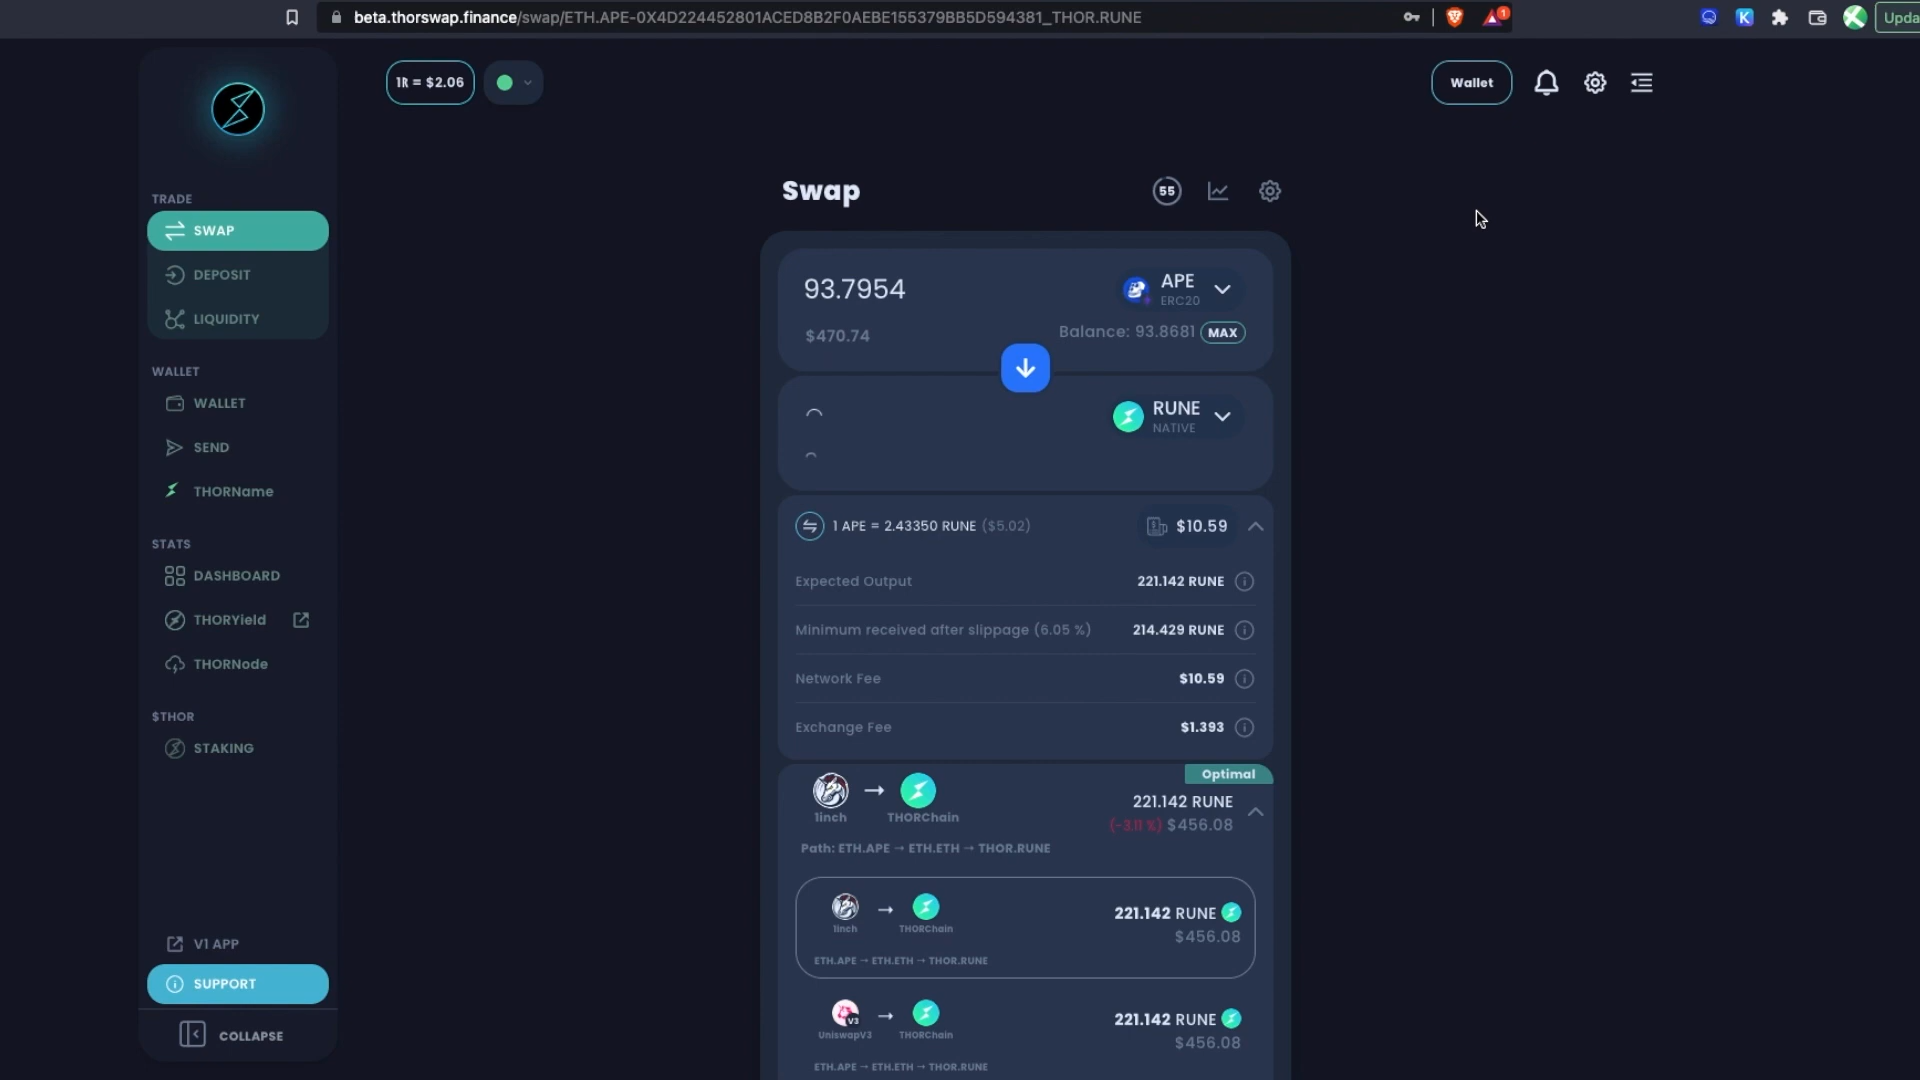 beta.thorswap.finance/swap/ETH.APE-0X4D224452801ACED8B2F0AEBE155379BB5D594381_THOR.RUNE
1
K
Upda
1R = $2.06
Wallet
TRADE
SWAP
DEPOSIT
LIQUIDITY
WALLET
WALLET
SEND
THORName
STATS
DASHBOARD
THORYield
THORNode
$THOR
STAKING
V1 APP
SUPPORT
COLLAPSE
Swap
55
93.7954
APE
ERC20
$470.74
Balance: 93.8681 MAX
RUNE
NATIVE
1 APE = 2.43350 RUNE ($5.02)
$10.59
Expected Output 221.142 RUNE
Minimum received after slippage (6.05 %) 214.429 RUNE
Network Fee $10.59
Exchange Fee $1.393
Optimal
1inch
THORChain
221.142 RUNE
(-3.11 %) $456.08
Path: ETH.APE → ETH.ETH → THOR.RUNE
1inch
THORChain
221.142 RUNE
$456.08
ETH.APE → ETH.ETH → THOR.RUNE
V3
UniswapV3
THORChain
221.142 RUNE
$456.08
ETH.APE → ETH.ETH → THOR.RUNE